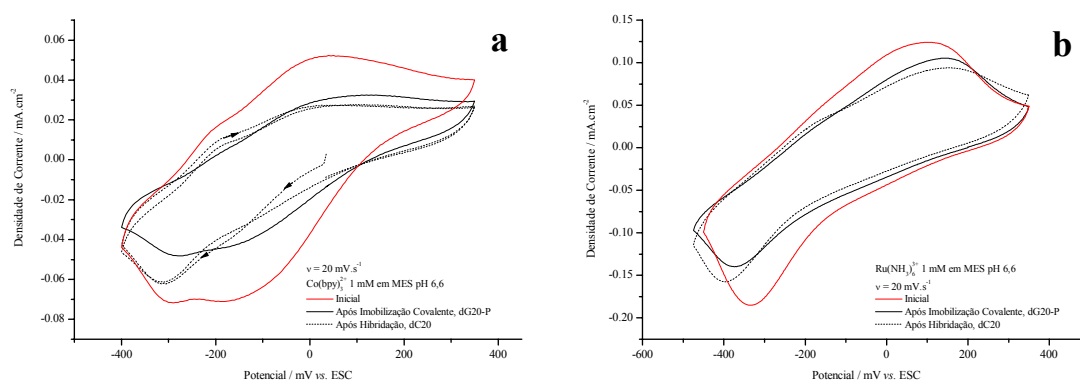 a
0.08
0.06
0.04
0.02
0.00
-0.02
-0.04
-0.06
-0.08
Densidade de Corrente / mA.cm-2
ν = 20 mV.s-1
Co(bpy)32+ 1 mM em MES pH 6,6
Inicial
Após Imobilização Covalente, dG20-P
Após Hibridação, dC20
-400
-200
0
200
400
Potencial / mV vs. ESC
b
0.15
0.10
0.05
0.00
-0.05
-0.10
-0.15
-0.20
Densidade de Corrente / mA.cm-2
Ru(NH3)63+ 1 mM em MES pH 6,6
ν = 20 mV.s-1
Inicial
Após Imobilização Covalente, dG20-P
Após Hibridação, dC20
-600
-400
-200
0
200
400
Potencial / mV vs. ESC